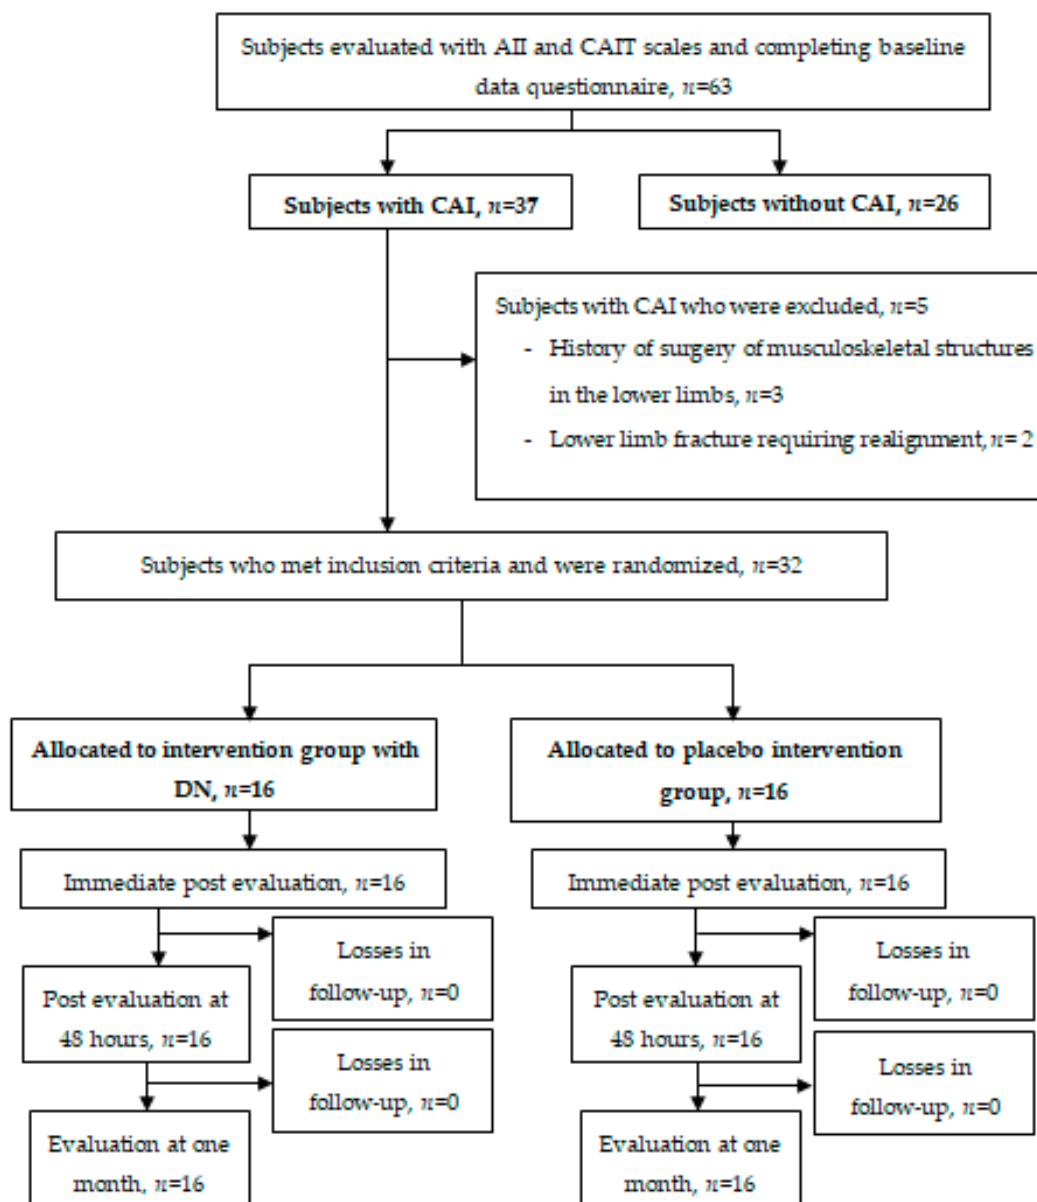 Subjects evaluated with AII and CAIT scales and completing baseline
data questionnaire, n=63
Subjects with CAI, n=37
Subjects without CAI, n=26
Subjects with CAI who were excluded, n=5
- History of surgery of musculoskeletal structures
in the lower limbs, n=3
- Lower limb fracture requiring realignment, n= 2
Subjects who met inclusion criteria and were randomized, n=32
Allocated to intervention group with
DN, n=16
Allocated to placebo intervention
group, n=16
Immediate post evaluation, n=16
Immediate post evaluation, n=16
Losses in
follow-up, n=0
Losses in
follow-up, n=0
Post evaluation at
48 hours, n=16
Post evaluation at
48 hours, n=16
Losses in
follow-up, n=0
Losses in
follow-up, n=0
Evaluation at one
month, n=16
Evaluation at one
month, n=16